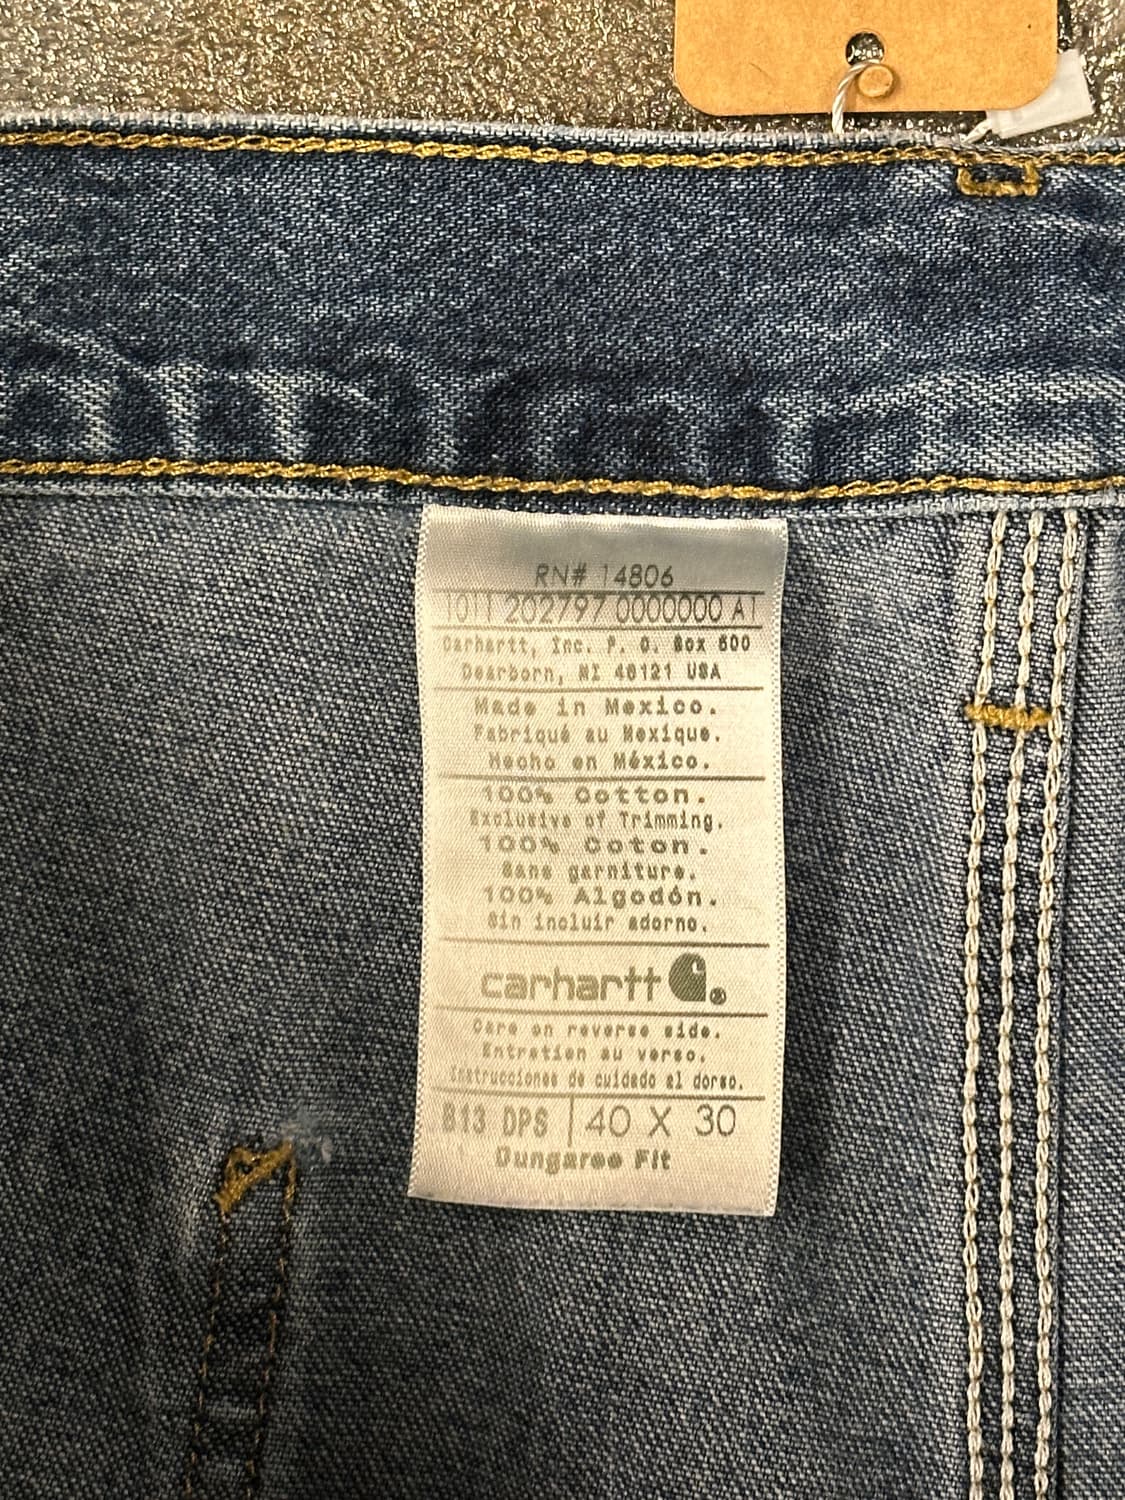 RN# 14806
1011 202797 0000000 A1
Carhartt, Inc. P. O. Box 600
Dearborn, MI 48121 USA
Made in Mexico.
Fabriqué au Mexique.
Hecho en México.
100% Cotton.
Exclusive of Trimming.
100% Coton.
Sans garniture.
100% Algodón.
Sin incluir adorno.
carhartt ®
Care on reverse side.
Entretien au verso.
Instrucciones de cuidado al dorso.
B13 DPS 40 X 30
Dungaree Fit